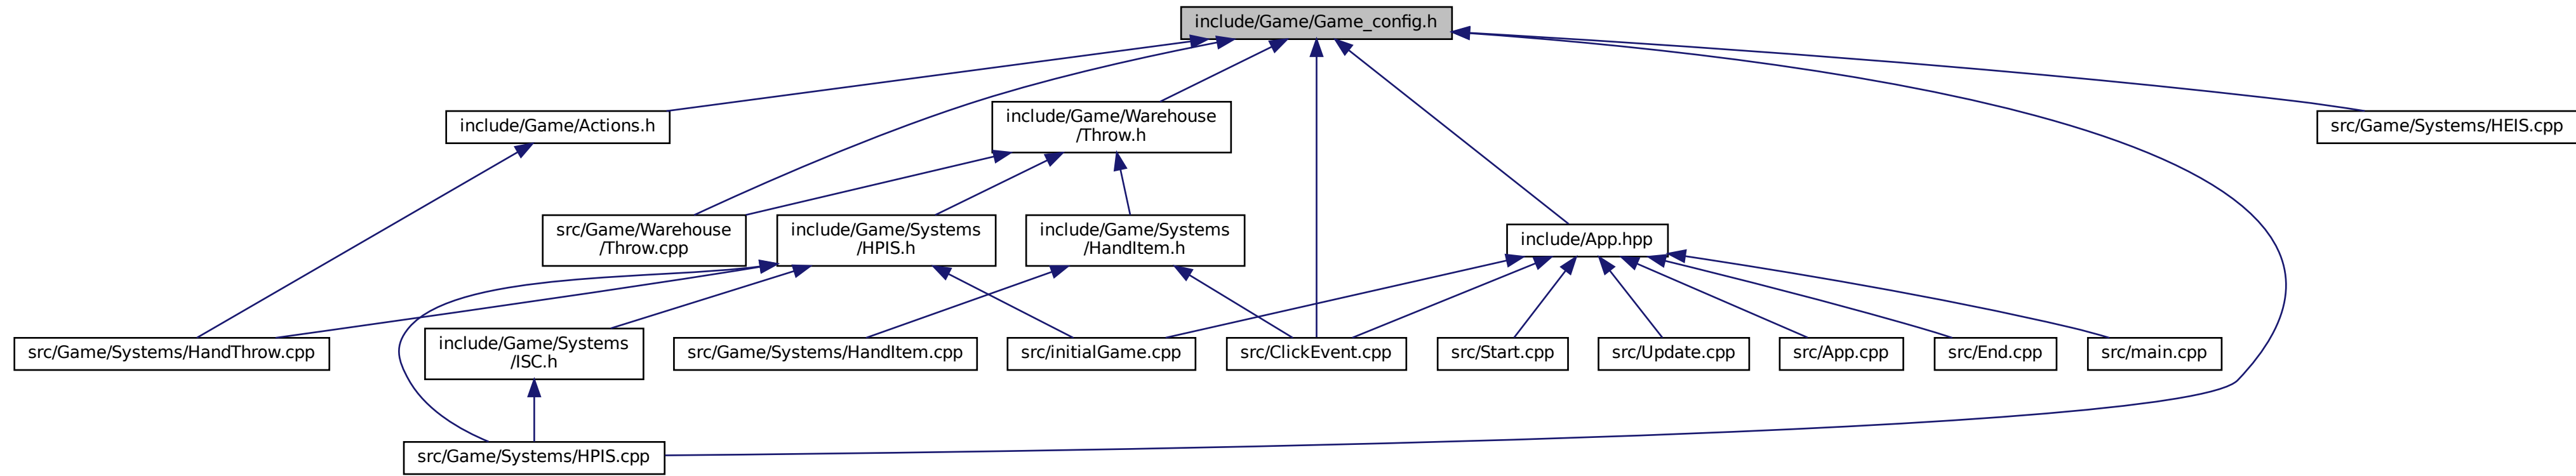 include/Game/Game_config.h
include/Game/Actions.h
include/Game/Warehouse
/Throw.h
src/Game/Systems/HEIS.cpp
src/Game/Warehouse
/Throw.cpp
include/Game/Systems
/HPIS.h
include/Game/Systems
/HandItem.h
include/App.hpp
src/Game/Systems/HandThrow.cpp
include/Game/Systems
/ISC.h
src/Game/Systems/HandItem.cpp
src/initialGame.cpp
src/ClickEvent.cpp
src/Start.cpp
src/Update.cpp
src/App.cpp
src/End.cpp
src/main.cpp
src/Game/Systems/HPIS.cpp